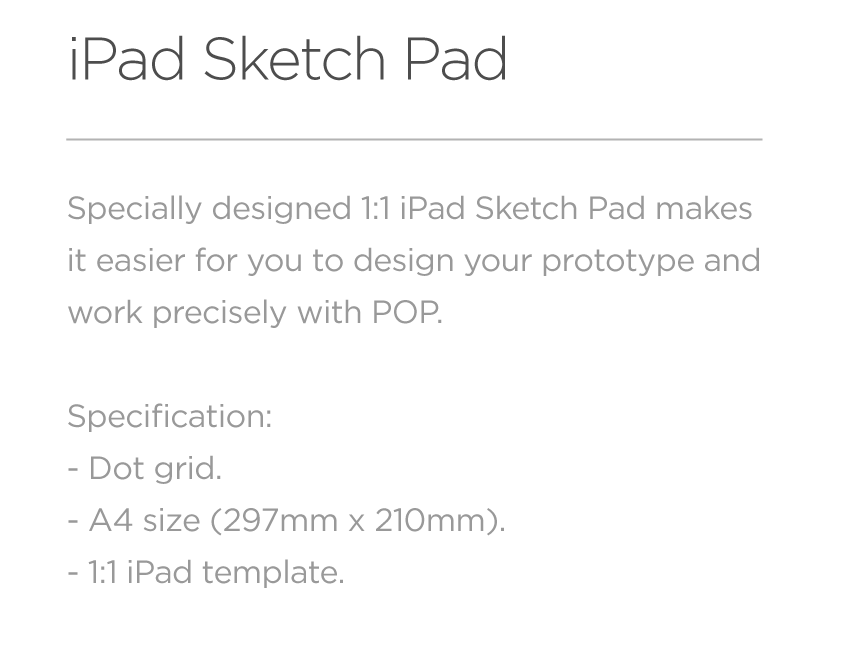 iPad Sketch Pad
Specially designed 1:1 iPad Sketch Pad makes
it easier for you to design your prototype and
work precisely with POP.
Specification:
- Dot grid.
- A4 size (297mm x 210mm).
- 1:1 iPad template.